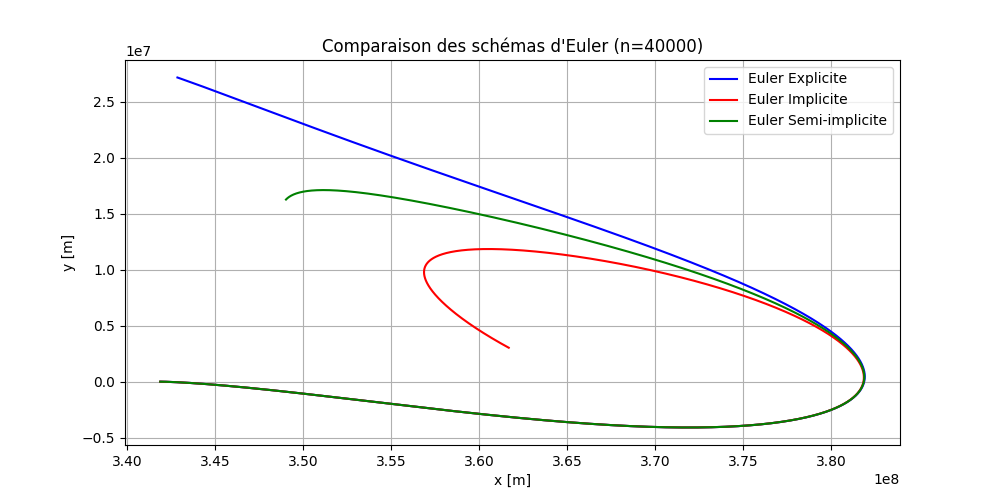 Comparaison des schémas d'Euler (n=40000)
1e7
Euler Explicite
Euler Implicite
Euler Semi-implicite
2.5
2.0
1.5
1.0
0.5
0.0
−0.5
y [m]
3.40 3.45 3.50 3.55 3.60 3.65 3.70 3.75 3.80
1e8
x [m]